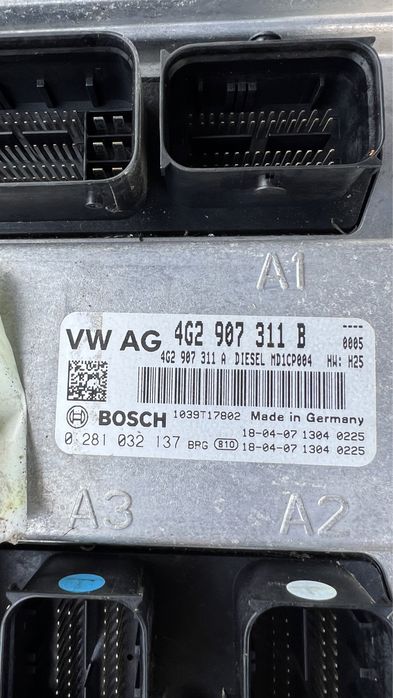 A1
VW AG 4G2 907 311 B ----
0005
4G2 907 311 A DIESEL MD1CP004 HW: H25
BOSCH 1039T17802 Made in Germany
0 281 032 137 BRG 810 18-04-07 1304 0225
18-04-07 1304 0225
A3 A2